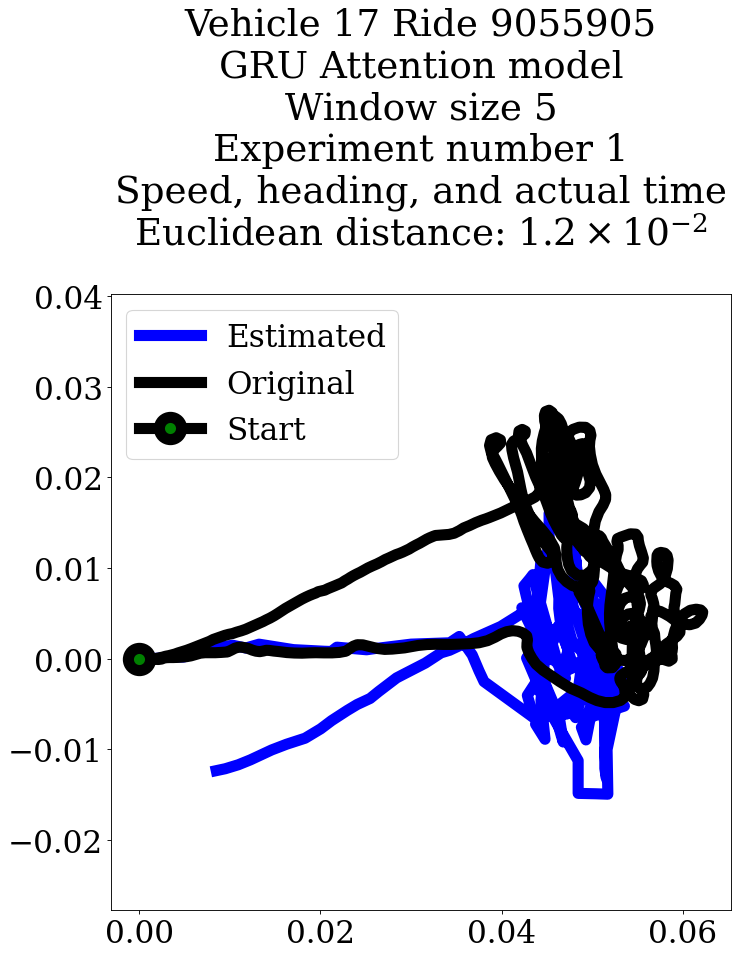 Vehicle 17 Ride 9055905
GRU Attention model
Window size 5
Experiment number 1
Speed, heading, and actual time
Euclidean distance: 1.2 × 10⁻²
0.04
Estimated
0.03
Original
Start
0.02
0.01
0.00
−0.01
−0.02
0.00 0.02 0.04 0.06